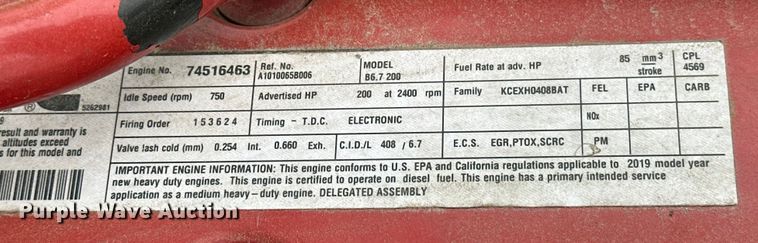 Engine No. 74516463 Ref. No. A1010065B006 MODEL B6.7 200 Fuel Rate at adv. HP 85 mm3 stroke CPL 4569
Idle Speed (rpm) 750 Advertised HP 200 at 2400 rpm Family KCEXH0408BAT FEL EPA CARB
Firing Order 153624 Timing - T.D.C. ELECTRONIC NOx
Valve lash cold (mm) 0.254 Int. 0.660 Exh. C.I.D./L 408 / 6.7 E.C.S. EGR,PTOX,SCRC PM
IMPORTANT ENGINE INFORMATION: This engine conforms to U.S. EPA and California regulations applicable to 2019 model year
new heavy duty engines. This engine is certified to operate on diesel fuel. This engine has a primary intended service
application as a medium heavy-duty engine. DELEGATED ASSEMBLY
® 5262981
9
result and warranty is
altitudes exceed
s for this model and
Purple Wave Auction